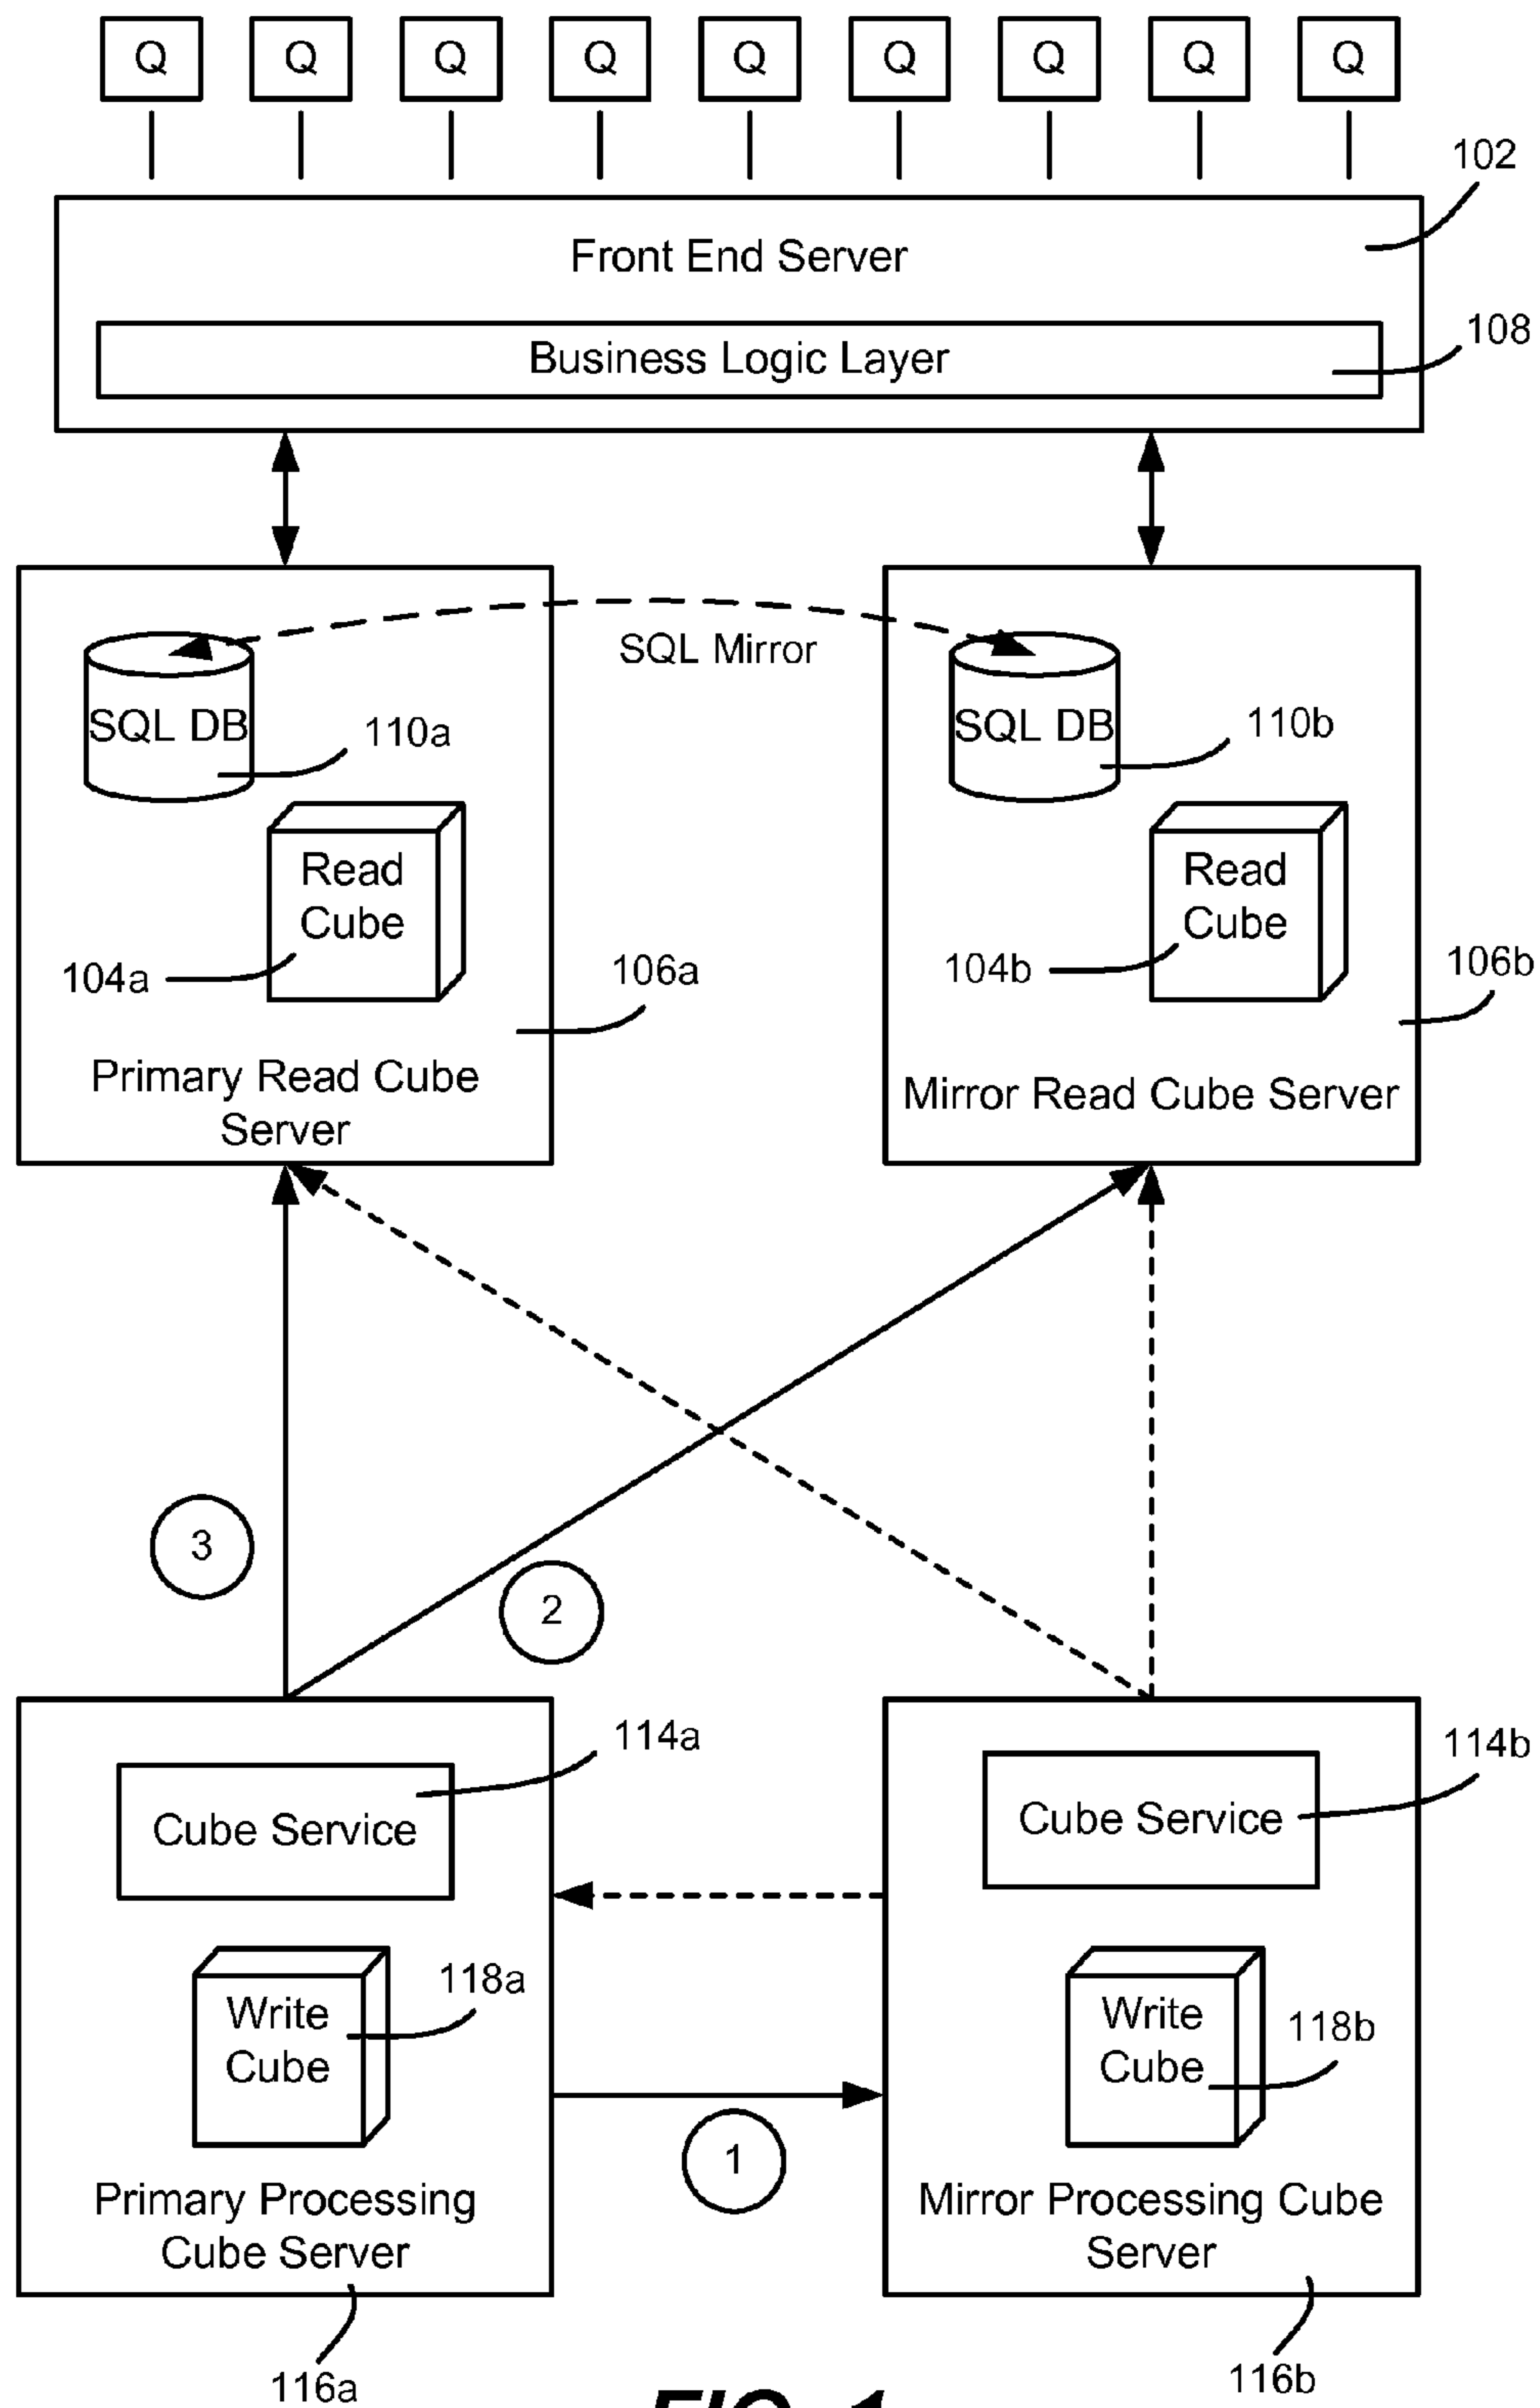 Q Q Q Q Q Q Q Q Q
102
Front End Server
108
Business Logic Layer
SQL Mirror
SQL DB
110a
SQL DB
110b
Read
Cube
104a
106a
Read
Cube
104b
106b
Primary Read Cube
Server
Mirror Read Cube Server
3
2
114a
Cube Service
114b
Cube Service
118a
Write
Cube
118b
Write
Cube
1
Primary Processing
Cube Server
Mirror Processing Cube
Server
116a
116b
FIG. 1